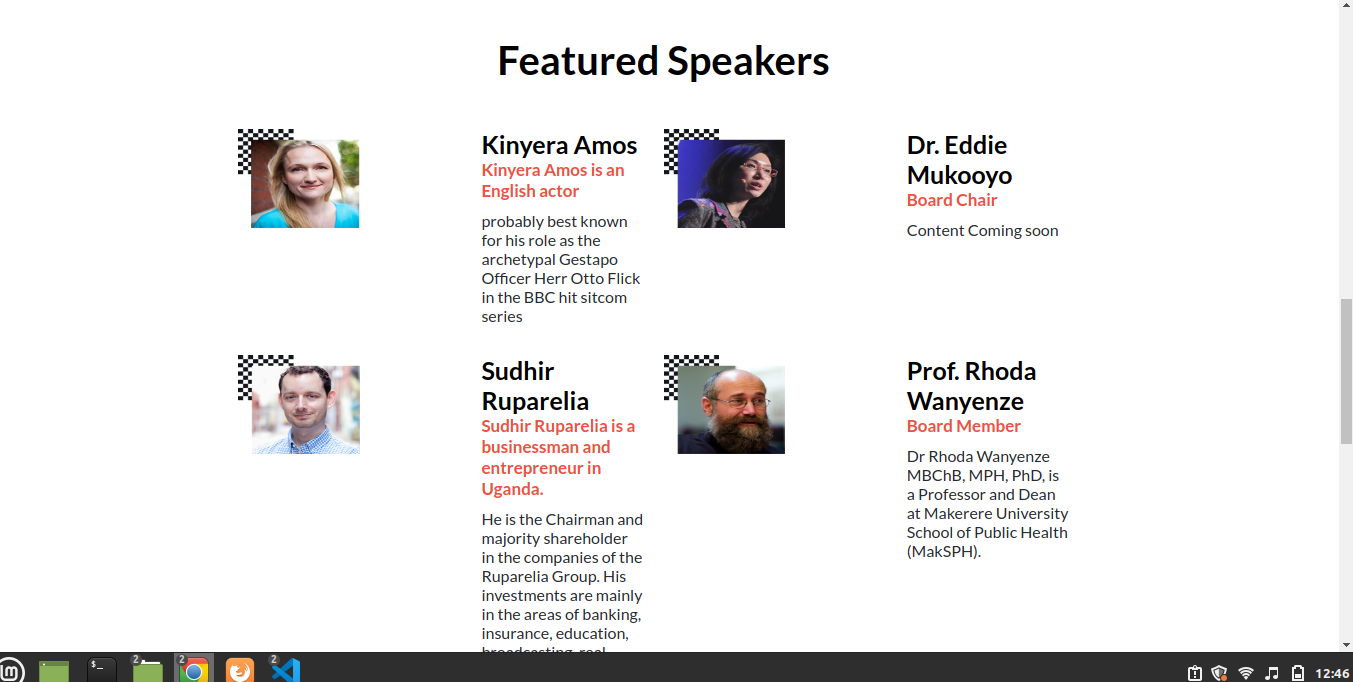 Featured Speakers
Kinyera Amos
Kinyera Amos is an
English actor
probably best known
for his role as the
archetypal Gestapo
Officer Herr Otto Flick
in the BBC hit sitcom
series
Dr. Eddie
Mukooyo
Board Chair
Content Coming soon
Sudhir
Ruparelia
Sudhir Ruparelia is a
businessman and
entrepreneur in
Uganda.
He is the Chairman and
majority shareholder
in the companies of the
Ruparelia Group. His
investments are mainly
in the areas of banking,
insurance, education,
broadcasting, real
Prof. Rhoda
Wanyenze
Board Member
Dr Rhoda Wanyenze
MBChB, MPH, PhD, is
a Professor and Dean
at Makerere University
School of Public Health
(MakSPH).
$_
2
2
2
12:46